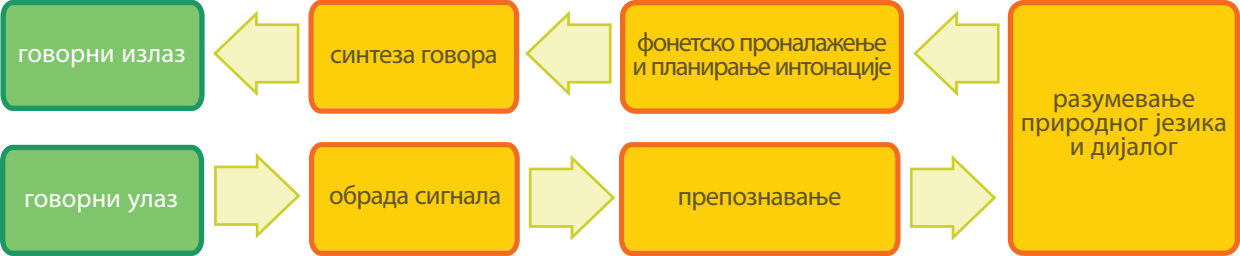 говорни излаз
синтеза говора
фонетско проналажење
и планирање интонације
разумевање
природног језика
и дијалог
говорни улаз
обрада сигнала
препознавање